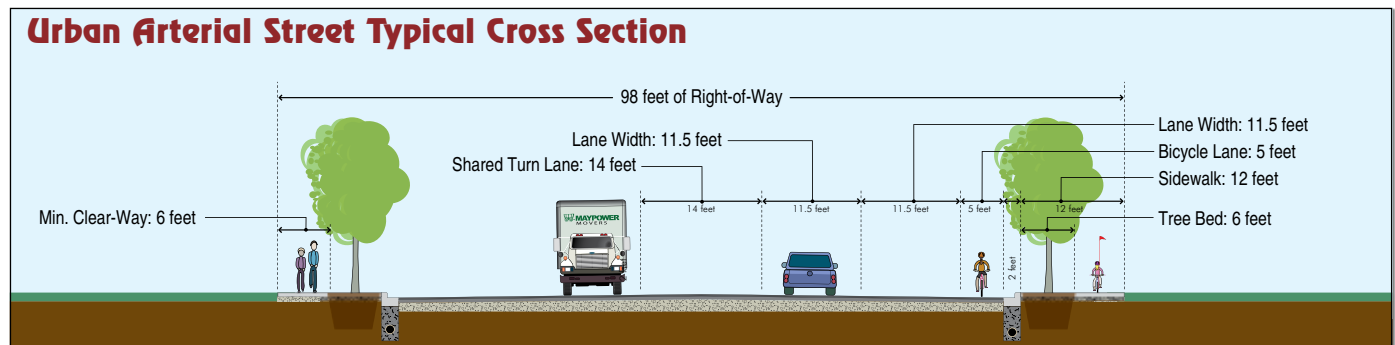 Urban Arterial Street Typical Cross Section
98 feet of Right-of-Way
Lane Width: 11.5 feet
Lane Width: 11.5 feet
Shared Turn Lane: 14 feet
Bicycle Lane: 5 feet
Sidewalk: 12 feet
Min. Clear-Way: 6 feet
MAYPOWER
MOVERS
14 feet
11.5 feet
11.5 feet
5 feet
12 feet
Tree Bed: 6 feet
2 feet